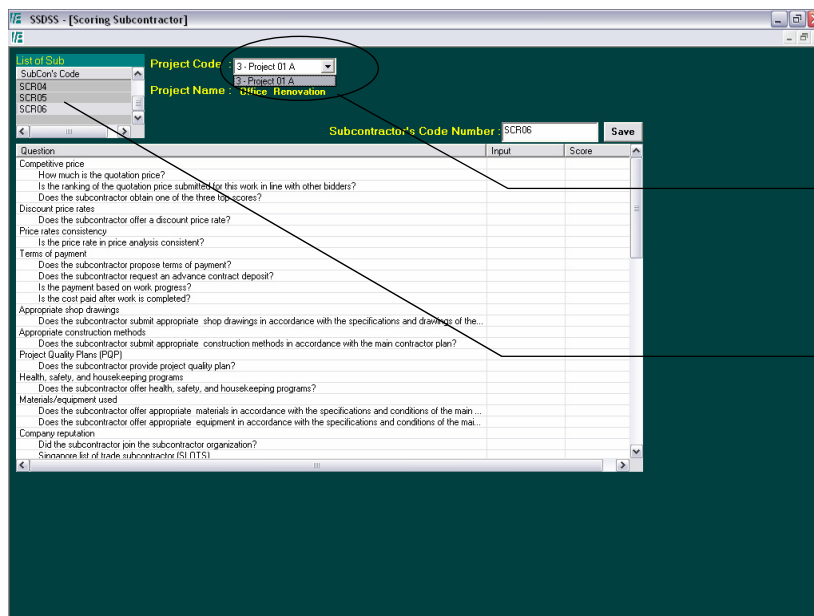 SSDSS - [Scoring Subcontractor]
List of Sub
SubCon's Code
SCR04
SCR05
SCR06
Project Code :
3 - Project 01 A
3 - Project 01 A
Project Name : Office Renovation
Subcontractor's Code Number : SCR06 Save
Question Input Score
Competitive price
How much is the quotation price?
Is the ranking of the quotation price submitted for this work in line with other bidders?
Does the subcontractor obtain one of the three top scores?
Discount price rates
Does the subcontractor offer a discount price rate?
Price rates consistency
Is the price rate in price analysis consistent?
Terms of payment
Does the subcontractor propose terms of payment?
Does the subcontractor request an advance contract deposit?
Is the payment based on work progress?
Is the cost paid after work is completed?
Appropriate shop drawings
Does the subcontractor submit appropriate shop drawings in accordance with the specifications and drawings of the...
Appropriate construction methods
Does the subcontractor submit appropriate construction methods in accordance with the main contractor plan?
Project Quality Plans (PQP)
Does the subcontractor provide project quality plan?
Health, safety, and housekeeping programs
Does the subcontractor offer health, safety, and housekeeping programs?
Materials/equipment used
Does the subcontractor offer appropriate materials in accordance with the specifications and conditions of the main ...
Does the subcontractor offer appropriate equipment in accordance with the specifications and conditions of the mai...
Company reputation
Did the subcontractor join the subcontractor organization?
Singapore list of trade subcontractor (SLOTS)